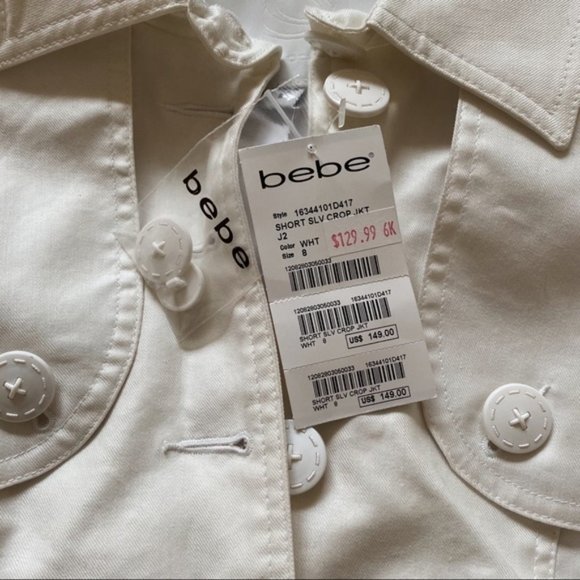 bebe
bebe®
Style 16344101D417
SHORT SLV CROP JKT
J2
Color WHT
Size 8
$129.99 6K
12082803050033
12082803050033 16344101D417
SHORT SLV CROP JKT
WHT 8 US$ 149.00
12082803050033 16344101D417
SHORT SLV CROP JKT
WHT 8 US$ 149.00